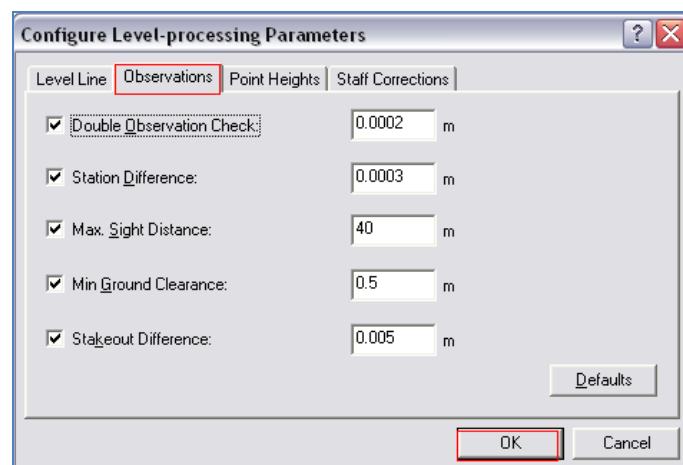 Configure Level-processing Parameters
Level Line Observations Point Heights Staff Corrections
Double Observation Check: 0.0002 m
Station Difference: 0.0003 m
Max. Sight Distance: 40 m
Min Ground Clearance: 0.5 m
Stakeout Difference: 0.005 m
Defaults
OK Cancel